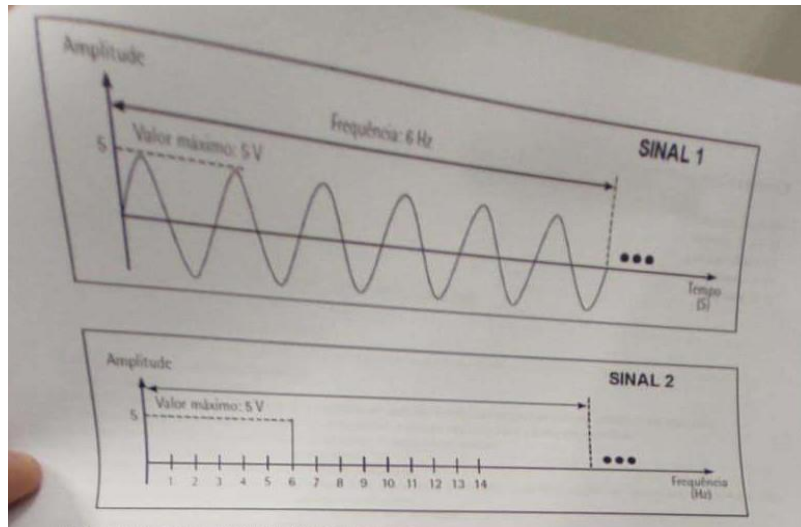 Amplitude
Frequência: 6 Hz
SINAL 1
5
Valor máximo: 5 V
Tempo
(S)
Amplitude
SINAL 2
5
Valor máximo: 5 V
1 2 3 4 5 6 7 8 9 10 11 12 13 14
Frequência
(Hz)